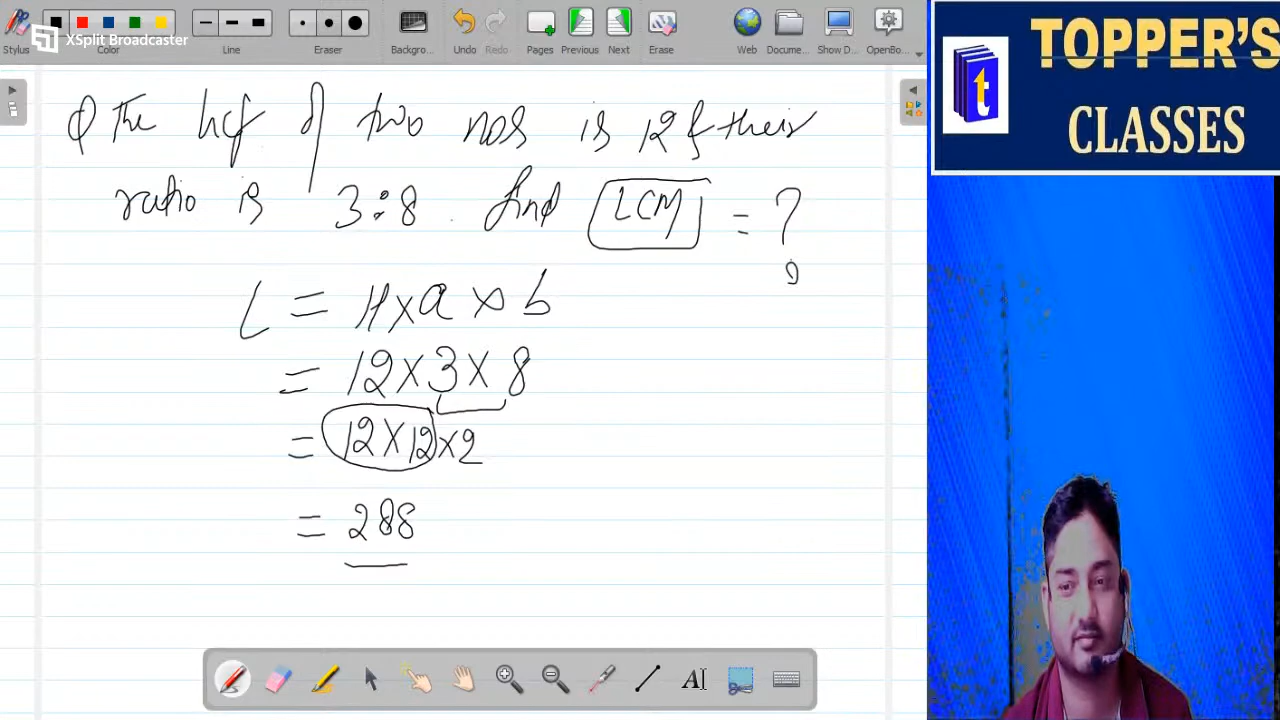 XSplit Broadcaster
Stylus Color Line Eraser Backgro... Undo Redo Pages Previous Next Erase Web Docume... Show D... OpenBo...
TOPPER'S
CLASSES
t
Q The hcf of two nos is 12 & their
ratio is 3:8. find LCM = ?
L = H×a×b
= 12×3×8
= 12×12×2
= 288